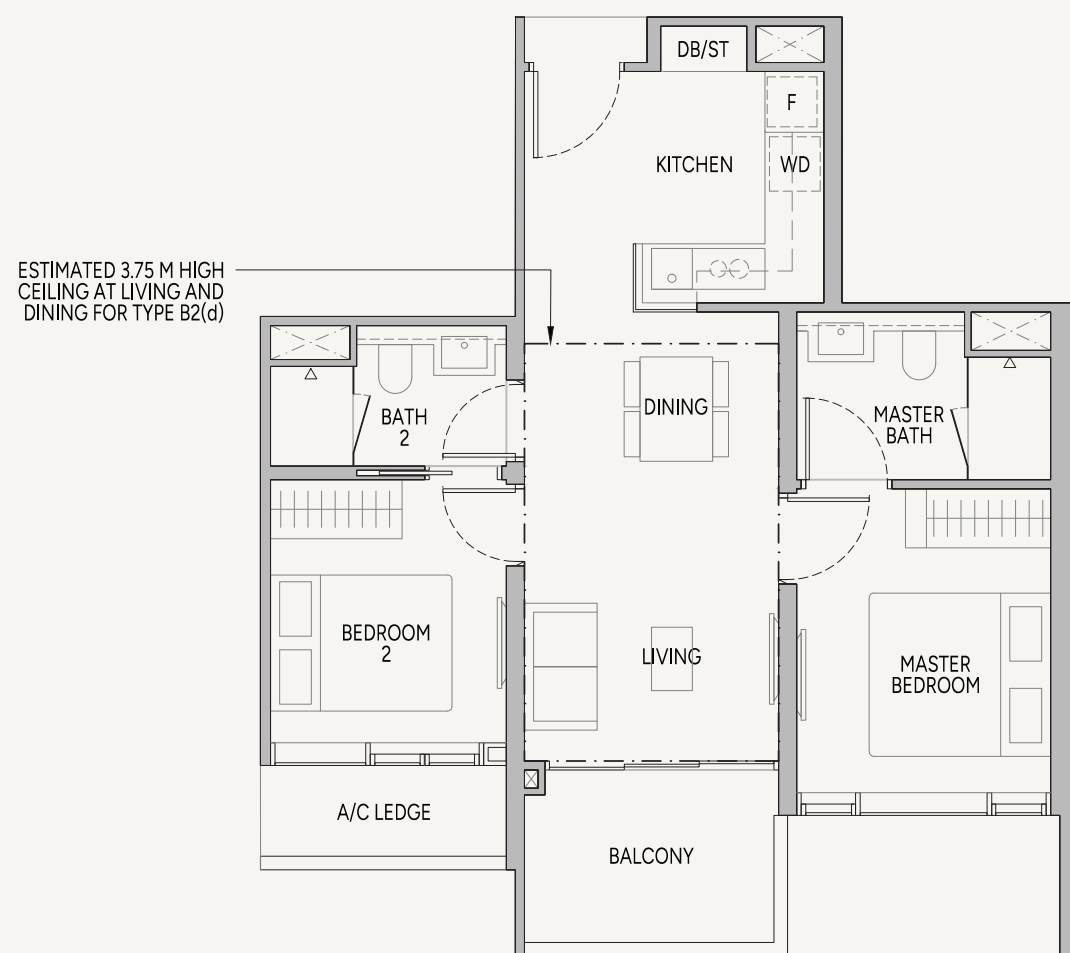 DB/ST
F
KITCHEN
WD
ESTIMATED 3.75 M HIGH
CEILING AT LIVING AND
DINING FOR TYPE B2(d)
BATH
2
DINING
MASTER
BATH
BEDROOM
2
LIVING
MASTER
BEDROOM
A/C LEDGE
BALCONY